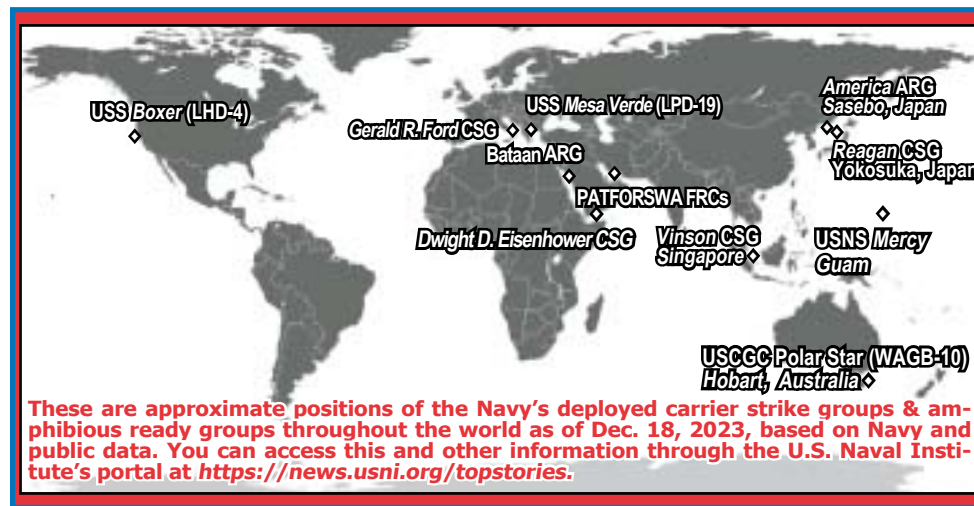 USS Boxer (LHD-4)
Gerald R. Ford CSG
USS Mesa Verde (LPD-19)
Bataan ARG
PATFORSWA FRCs
Dwight D. Eisenhower CSG
America ARG
Sasebo, Japan
Reagan CSG
Yokosuka, Japan
Vinson CSG
Singapore
USNS Mercy
Guam
USCGC Polar Star (WAGB-10)
Hobart, Australia
These are approximate positions of the Navy's deployed carrier strike groups & am-
phibious ready groups throughout the world as of Dec. 18, 2023, based on Navy and
public data. You can access this and other information through the U.S. Naval Insti-
tute's portal at https://news.usni.org/topstories.